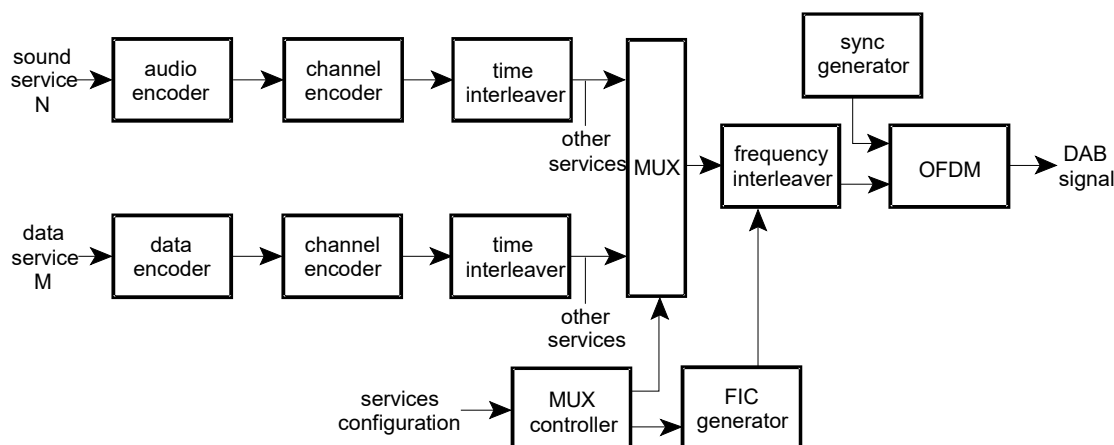 sound
service
N
audio
encoder
channel
encoder
time
interleaver
other
services
MUX
frequency
interleaver
sync
generator
OFDM
DAB
signal
data
service
M
data
encoder
channel
encoder
time
interleaver
other
services
services
configuration
MUX
controller
FIC
generator